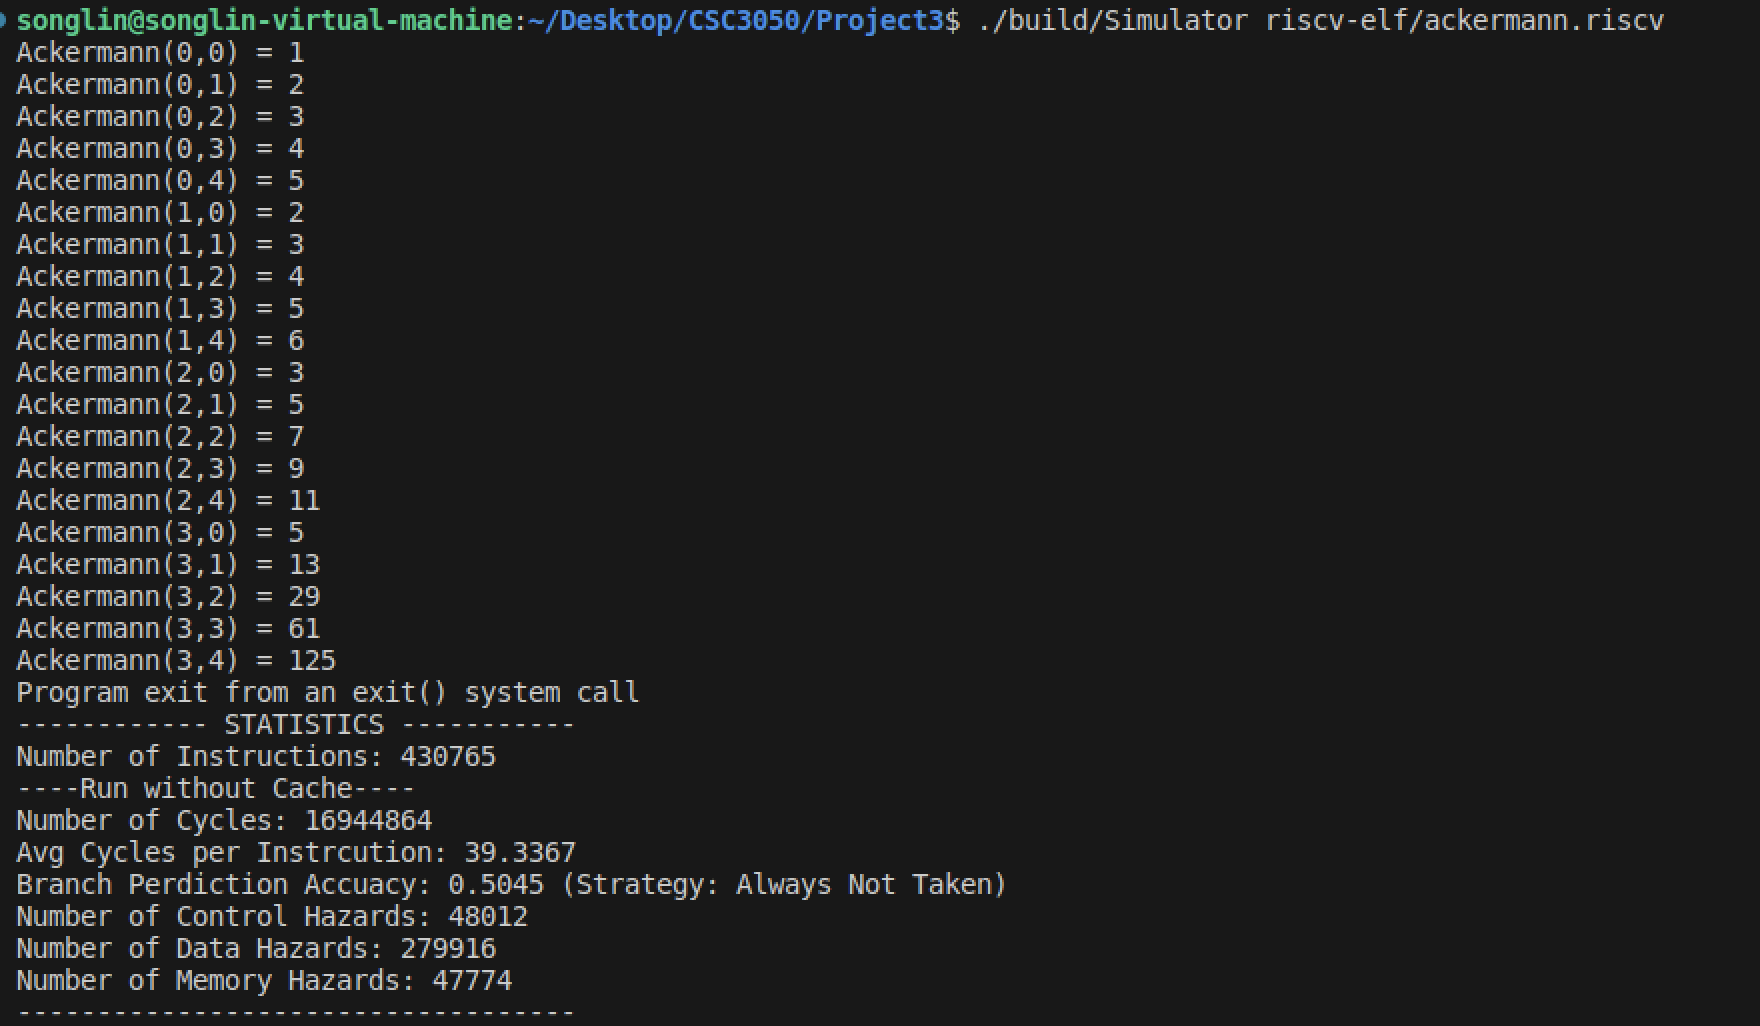 songlin@songlin-virtual-machine:~/Desktop/CSC3050/Project3$ ./build/Simulator riscv-elf/ackermann.riscv
Ackermann(0,0) = 1
Ackermann(0,1) = 2
Ackermann(0,2) = 3
Ackermann(0,3) = 4
Ackermann(0,4) = 5
Ackermann(1,0) = 2
Ackermann(1,1) = 3
Ackermann(1,2) = 4
Ackermann(1,3) = 5
Ackermann(1,4) = 6
Ackermann(2,0) = 3
Ackermann(2,1) = 5
Ackermann(2,2) = 7
Ackermann(2,3) = 9
Ackermann(2,4) = 11
Ackermann(3,0) = 5
Ackermann(3,1) = 13
Ackermann(3,2) = 29
Ackermann(3,3) = 61
Ackermann(3,4) = 125
Program exit from an exit() system call
------------ STATISTICS -----------
Number of Instructions: 430765
----Run without Cache----
Number of Cycles: 16944864
Avg Cycles per Instrcution: 39.3367
Branch Perdiction Accuacy: 0.5045 (Strategy: Always Not Taken)
Number of Control Hazards: 48012
Number of Data Hazards: 279916
Number of Memory Hazards: 47774
-----------------------------------